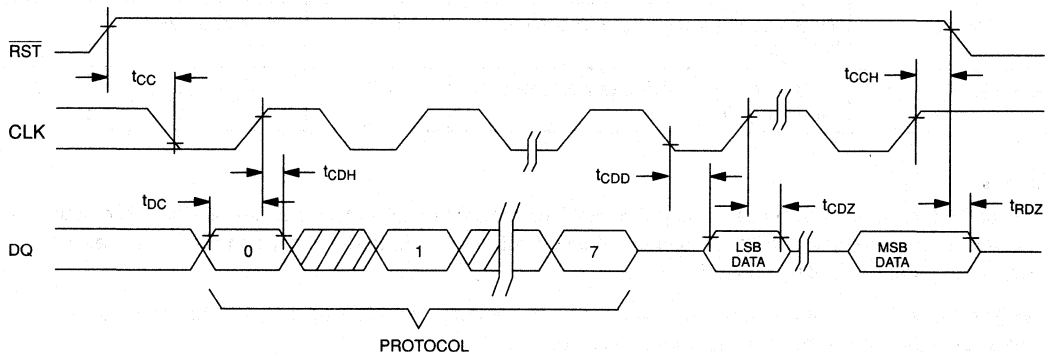 RST
tCC
tCCH
CLK
tCDH
tCDD
tDC
tCDZ
tRDZ
DQ
0
1
7
LSB
DATA
MSB
DATA
PROTOCOL